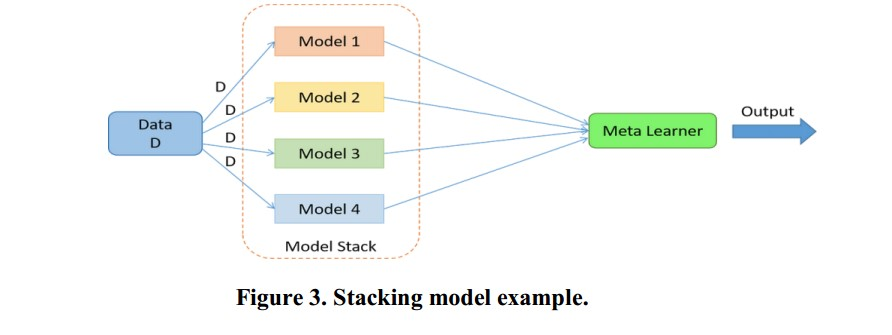 Model 1
D
Model 2
D
Data
D
D
Model 3
D
Model 4
Model Stack
Meta Learner
Output
Figure 3. Stacking model example.